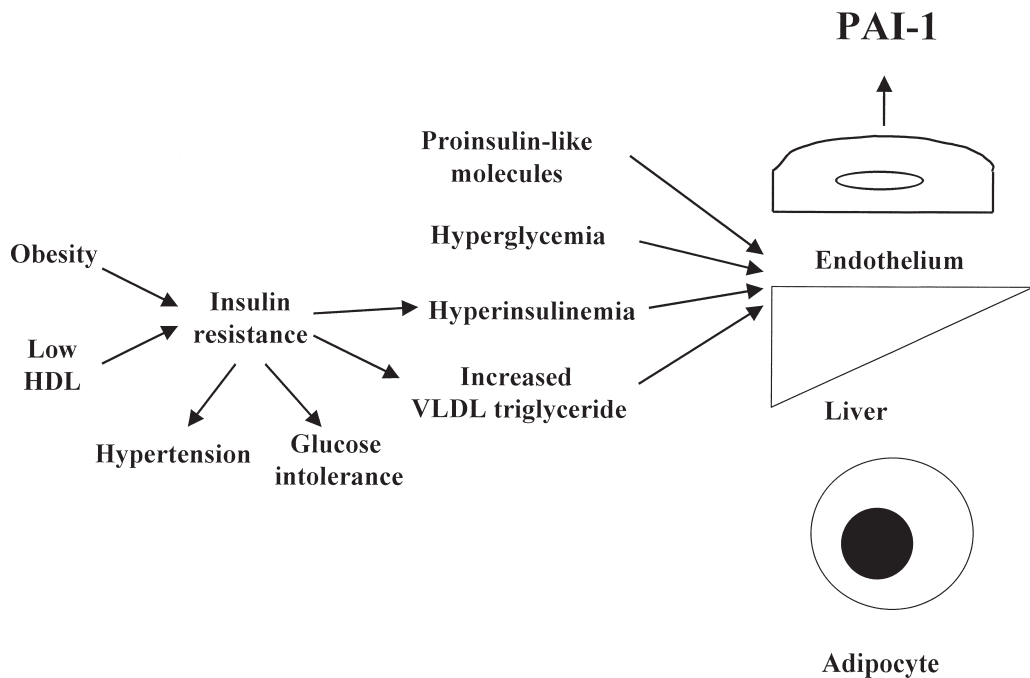 PAI-1
Proinsulin-like
molecules
Hyperglycemia
Endothelium
Obesity
Insulin
resistance
Hyperinsulinemia
Low
HDL
Increased
VLDL triglyceride
Liver
Hypertension
Glucose
intolerance
Adipocyte